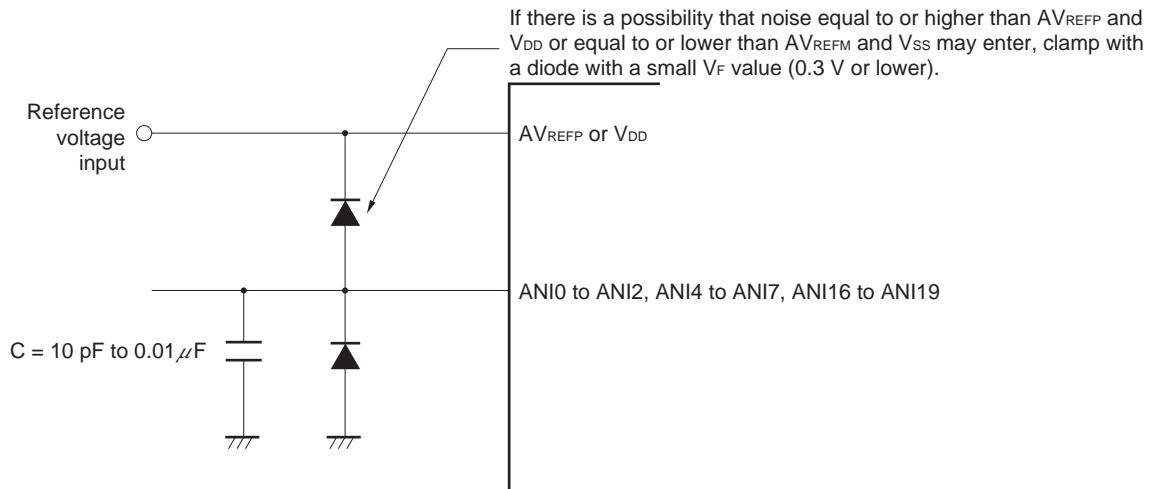 If there is a possibility that noise equal to or higher than AVREFP and
VDD or equal to or lower than AVREFM and VSS may enter, clamp with
a diode with a small VF value (0.3 V or lower).
Reference
voltage
input
AVREFP or VDD
ANI0 to ANI2, ANI4 to ANI7, ANI16 to ANI19
C = 10 pF to 0.01 μF